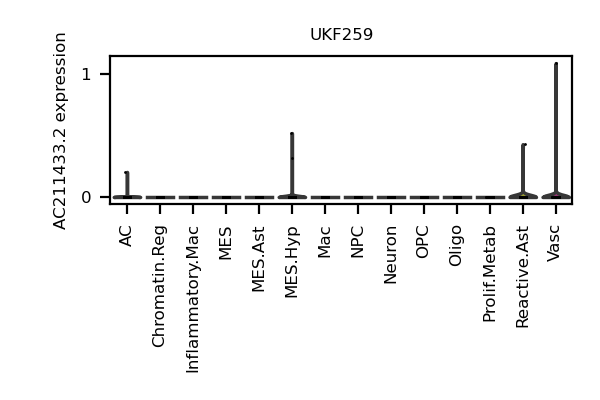 UKF259
AC211433.2 expression
1
0
AC
Chromatin.Reg
Inflammatory.Mac
MES
MES.Ast
MES.Hyp
Mac
NPC
Neuron
OPC
Oligo
Prolif.Metab
Reactive.Ast
Vasc